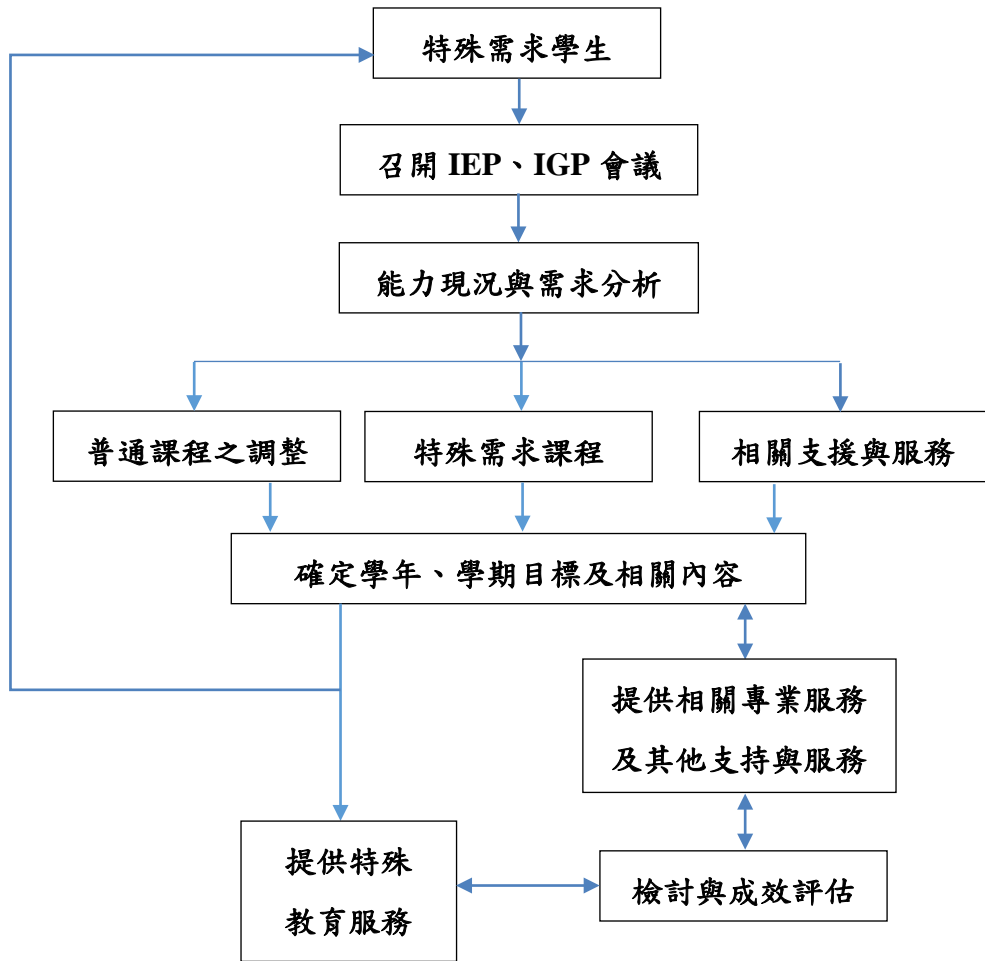 特殊需求學生
召開 IEP、IGP 會議
能力現況與需求分析
普通課程之調整
特殊需求課程
相關支援與服務
確定學年、學期目標及相關內容
提供相關專業服務
及其他支持與服務
提供特殊
教育服務
檢討與成效評估